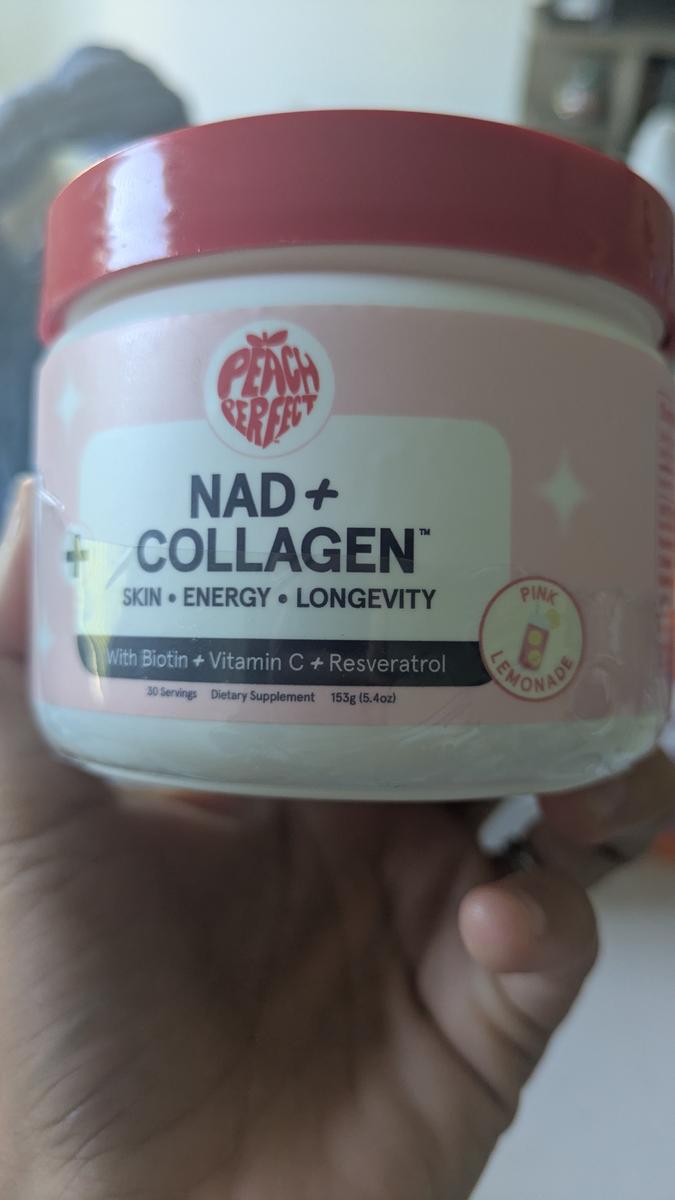 PEACH
PERFECT
NAD+
COLLAGEN™
SKIN • ENERGY • LONGEVITY
With Biotin + Vitamin C + Resveratrol
30 Servings Dietary Supplement 153g (5.4oz)
PINK
LEMONADE
+